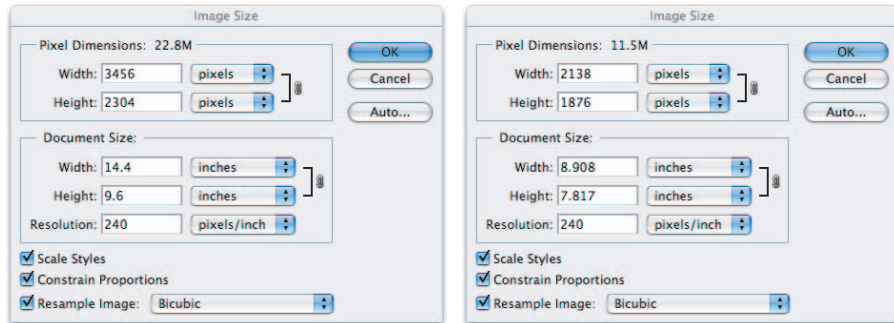 Image Size
Pixel Dimensions: 22.8M
Width: 3456 pixels
Height: 2304 pixels
OK
Cancel
Auto...
Document Size:
Width: 14.4 inches
Height: 9.6 inches
Resolution: 240 pixels/inch
Scale Styles
Constrain Proportions
Resample Image: Bicubic
Image Size
Pixel Dimensions: 11.5M
Width: 2138 pixels
Height: 1876 pixels
OK
Cancel
Auto...
Document Size:
Width: 8.908 inches
Height: 7.817 inches
Resolution: 240 pixels/inch
Scale Styles
Constrain Proportions
Resample Image: Bicubic